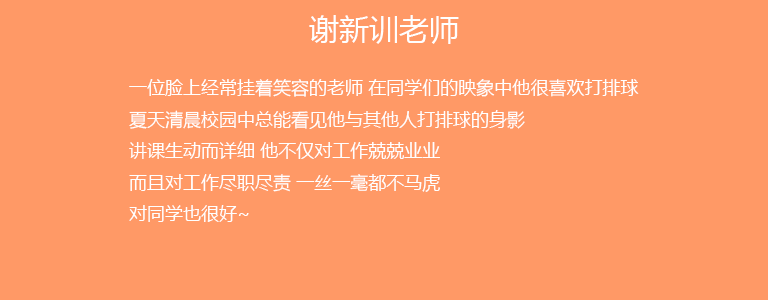 谢新训老师
一位脸上经常挂着笑容的老师 在同学们的映象中他很喜欢打排球
夏天清晨校园中总能看见他与其他人打排球的身影
讲课生动而详细 他不仅对工作兢兢业业
而且对工作尽职尽责 一丝一毫都不马虎
对同学也很好~